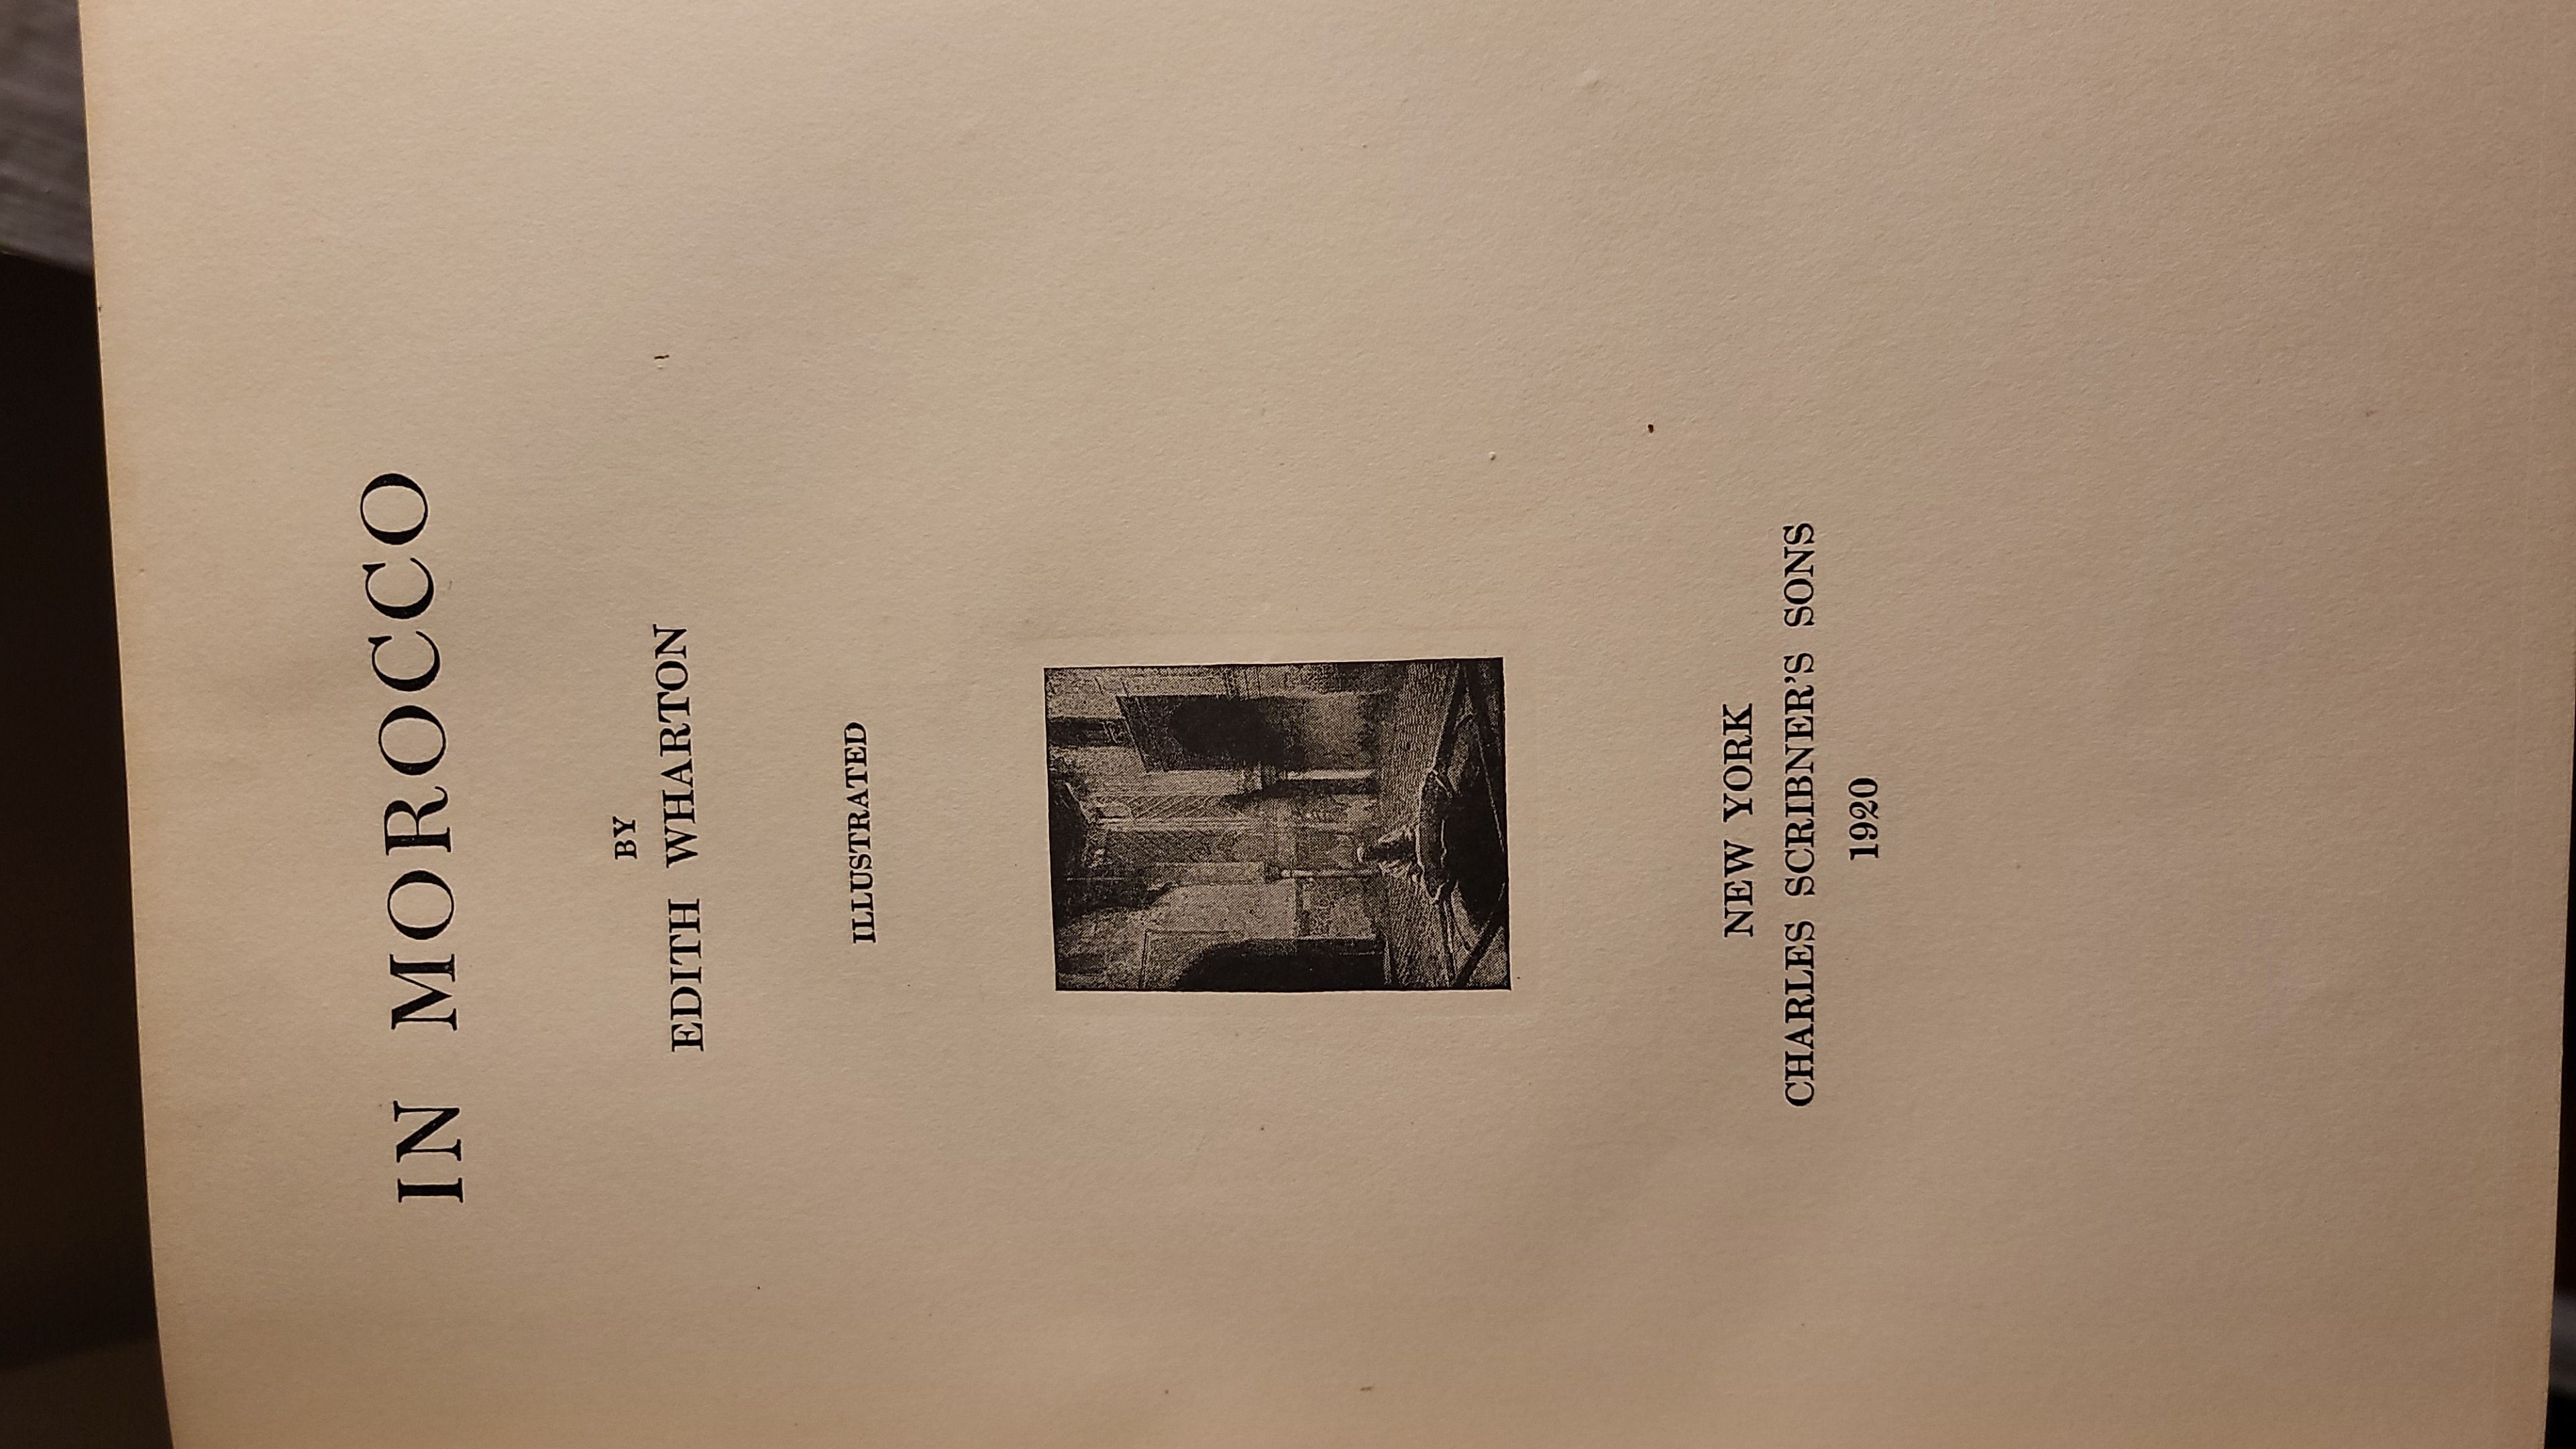 IN MOROCCO
BY
EDITH WHARTON
ILLUSTRATED
NEW YORK
CHARLES SCRIBNER'S SONS
1920